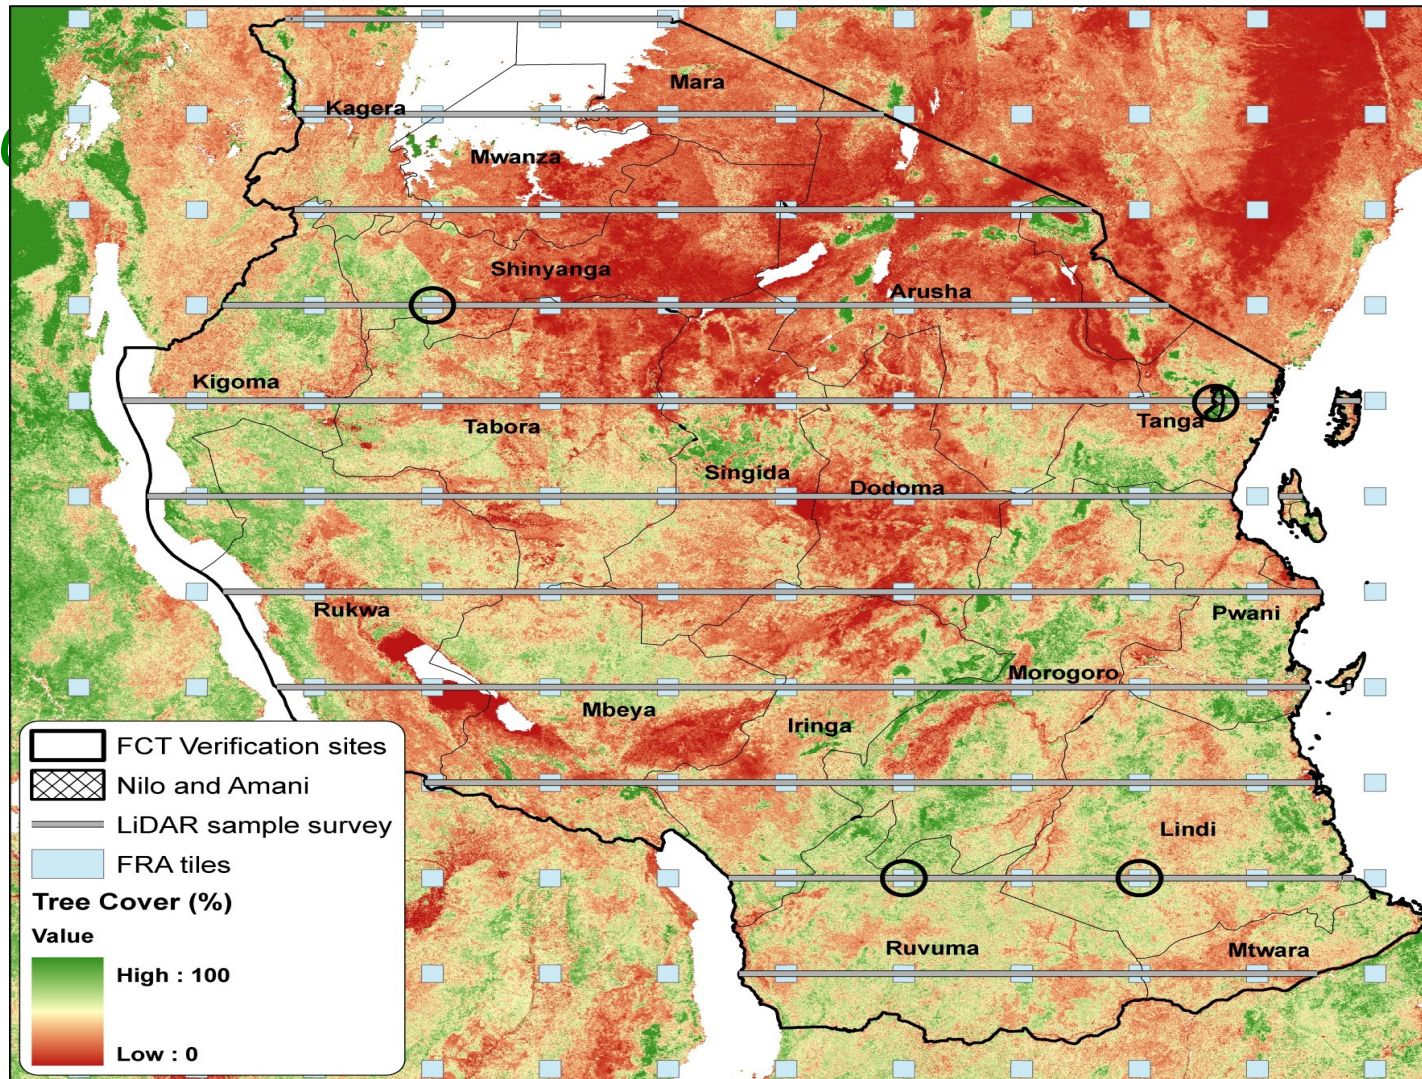 Mara
Kagera
Mwanza
Shinyanga
Arusha
Kigoma
Tabora
Tanga
Singida
Dodoma
Rukwa
Pwani
Morogoro
Mbeya
Iringa
Lindi
Ruvuma
Mtwara
FCT Verification sites
Nilo and Amani
LiDAR sample survey
FRA tiles
Tree Cover (%)
Value
High : 100
Low : 0